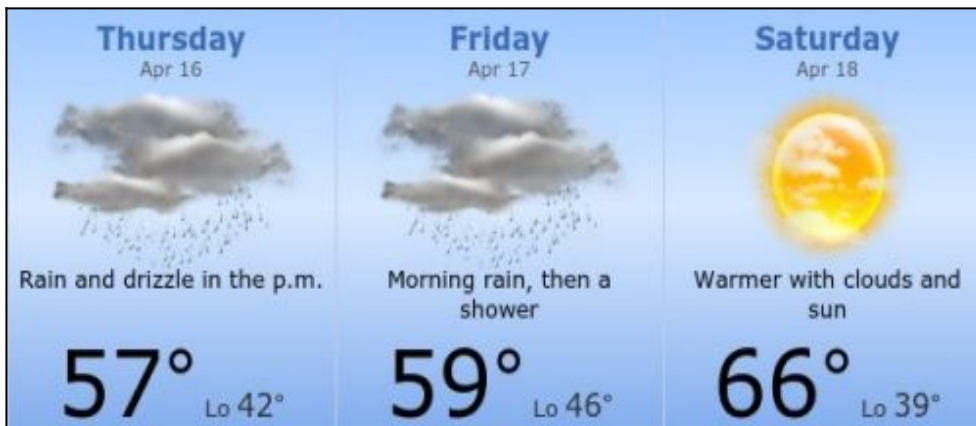 Thursday
Apr 16
Rain and drizzle in the p.m.
57° Lo 42°
Friday
Apr 17
Morning rain, then a
shower
59° Lo 46°
Saturday
Apr 18
Warmer with clouds and
sun
66° Lo 39°